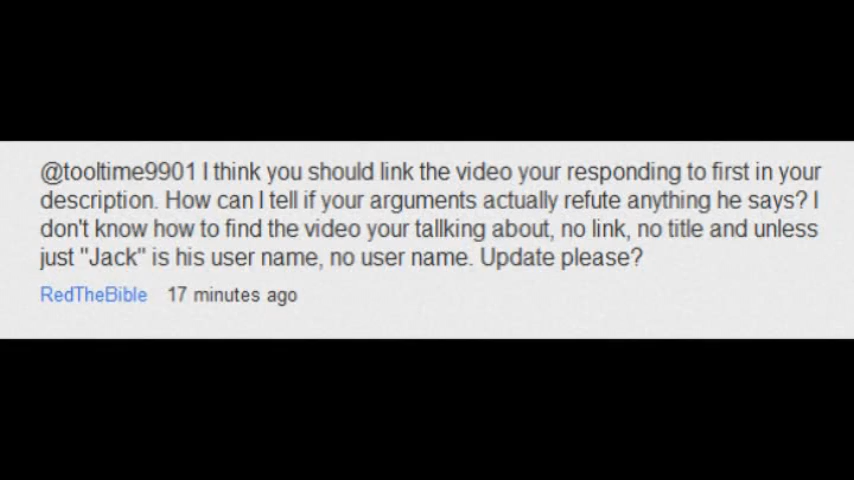 @tooltime9901 I think you should link the video your responding to first in your
description. How can I tell if your arguments actually refute anything he says? I
don't know how to find the video your tallking about, no link, no title and unless
just "Jack" is his user name, no user name. Update please?
RedTheBible 17 minutes ago